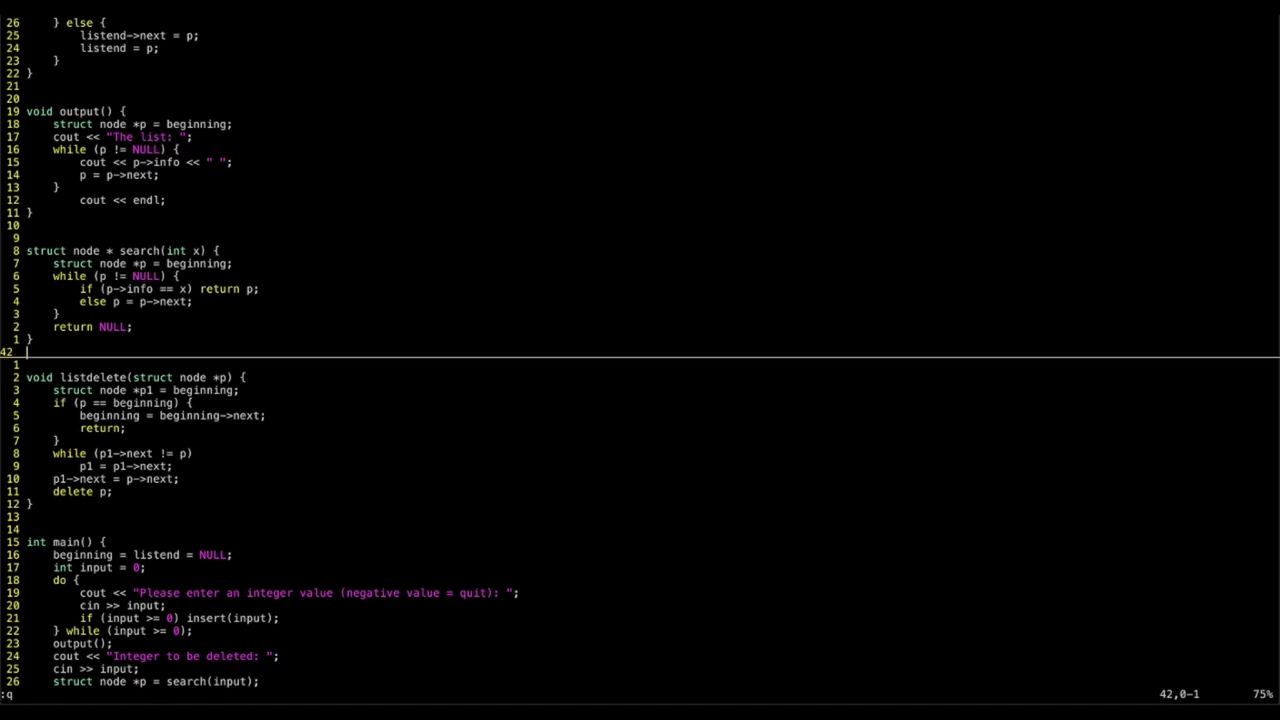 26     } else {
25         listend->next = p;
24         listend = p;
23     }
22 }
21
20
19 void output() {
18     struct node *p = beginning;
17     cout << "The list: ";
16     while (p != NULL) {
15         cout << p->info << " ";
14         p = p->next;
13     }
12         cout << endl;
11 }
10
9
8 struct node * search(int x) {
7     struct node *p = beginning;
6     while (p != NULL) {
5         if (p->info == x) return p;
4         else p = p->next;
3     }
2     return NULL;
1 }
42
1
2 void listdelete(struct node *p) {
3     struct node *p1 = beginning;
4     if (p == beginning) {
5         beginning = beginning->next;
6         return;
7     }
8     while (p1->next != p)
9         p1 = p1->next;
10     p1->next = p->next;
11     delete p;
12 }
13
14
15 int main() {
16     beginning = listend = NULL;
17     int input = 0;
18     do {
19         cout << "Please enter an integer value (negative value = quit): ";
20         cin >> input;
21         if (input >= 0) insert(input);
22     } while (input >= 0);
23     output();
24     cout << "Integer to be deleted: ";
25     cin >> input;
26     struct node *p = search(input);
:q 42,0-1 75%